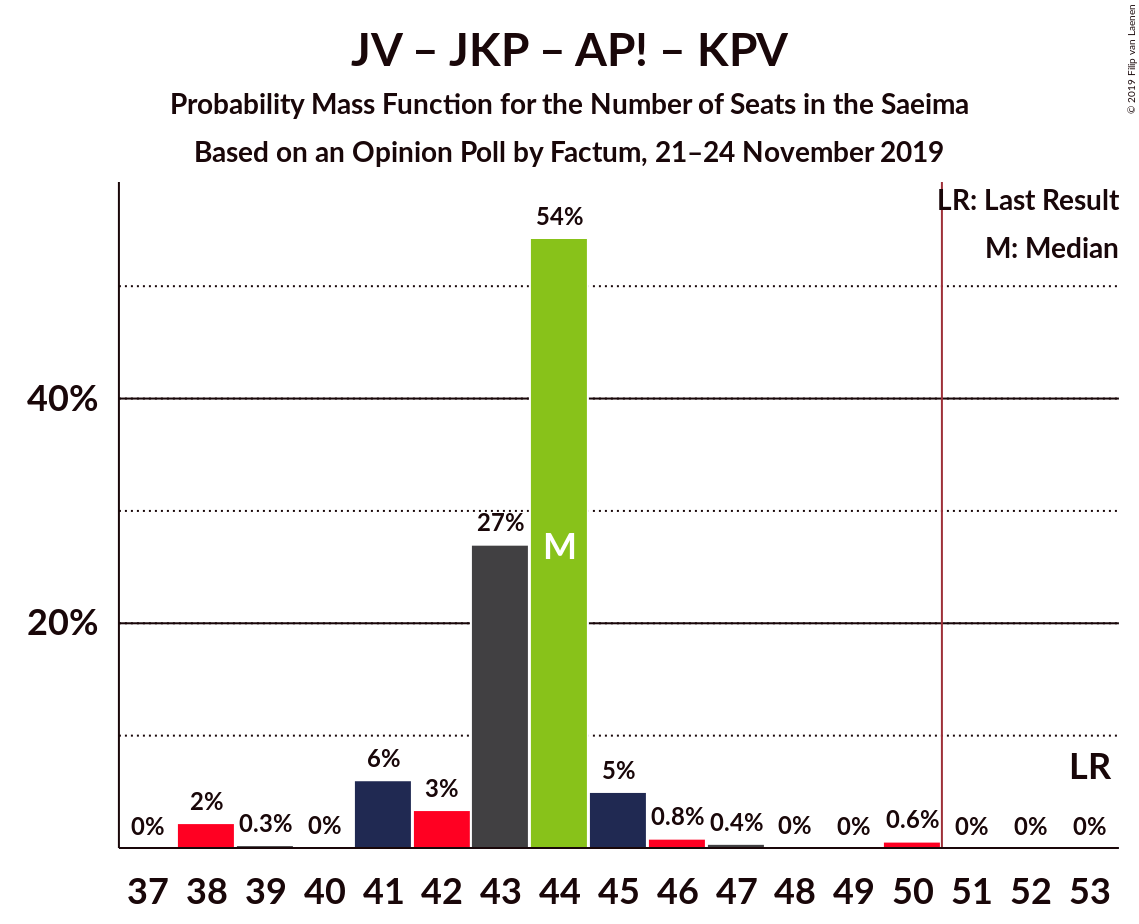 JV – JKP – AP! – KPV
Probability Mass Function for the Number of Seats in the Saeima
Based on an Opinion Poll by Factum, 21–24 November 2019
© 2019 Filip van Laenen
LR: Last Result
M: Median
54%
40%
27%
M
20%
6%
5%
3%
2%
0%
0.3%
0%
0.8%
0.4%
0%
0%
0.6%
0%
0%
0%
LR
37 38 39 40 41 42 43 44 45 46 47 48 49 50 51 52 53